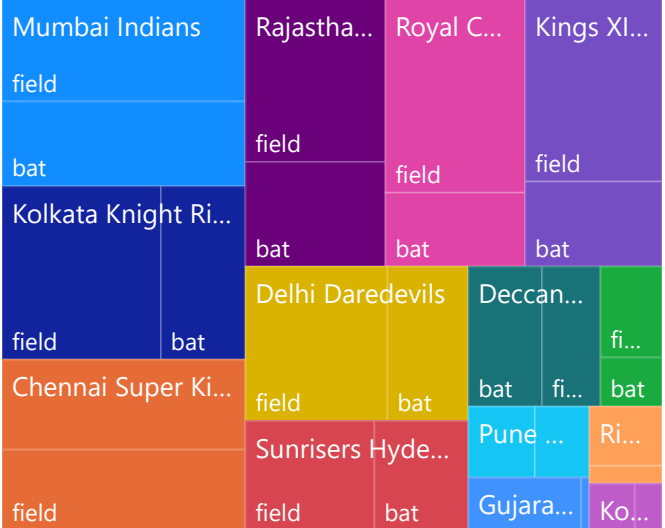 Mumbai Indians
field
bat
Kolkata Knight Ri...
field
bat
Chennai Super Ki...
field
Rajastha...
field
bat
Royal C...
field
bat
Kings XI...
field
bat
Delhi Daredevils
field
bat
Sunrisers Hyde...
field
bat
Deccan...
bat
fi...
fi...
bat
Pune ...
Gujara...
Ri...
Ko...